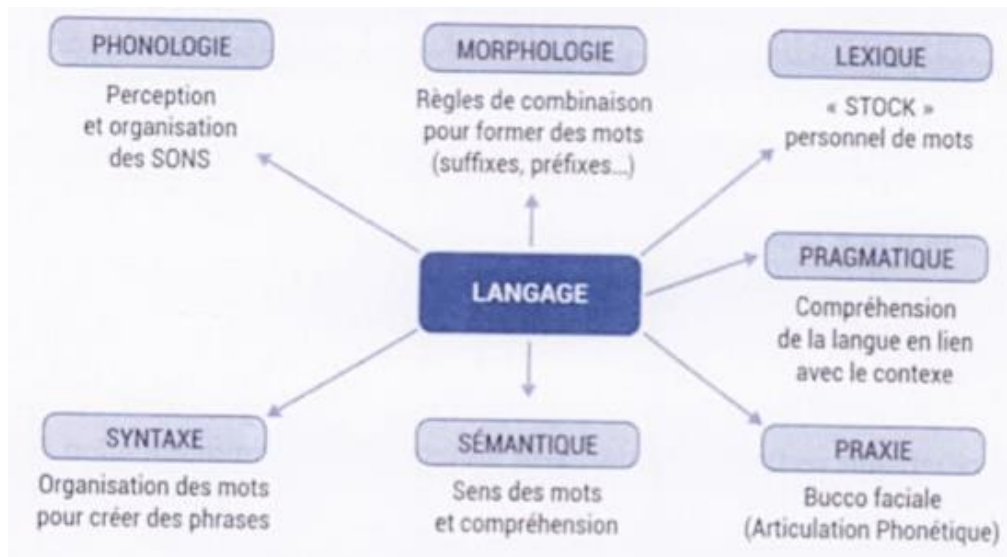 PHONOLOGIE
Perception
et organisation
des SONS
MORPHOLOGIE
Règles de combinaison
pour former des mots
(suffixes, préfixes...)
LEXIQUE
« STOCK »
personnel de mots
LANGAGE
PRAGMATIQUE
Compréhension
de la langue en lien
avec le contexe
SYNTAXE
Organisation des mots
pour créer des phrases
SÉMANTIQUE
Sens des mots
et compréhension
PRAXIE
Bucco faciale
(Articulation Phonétique)